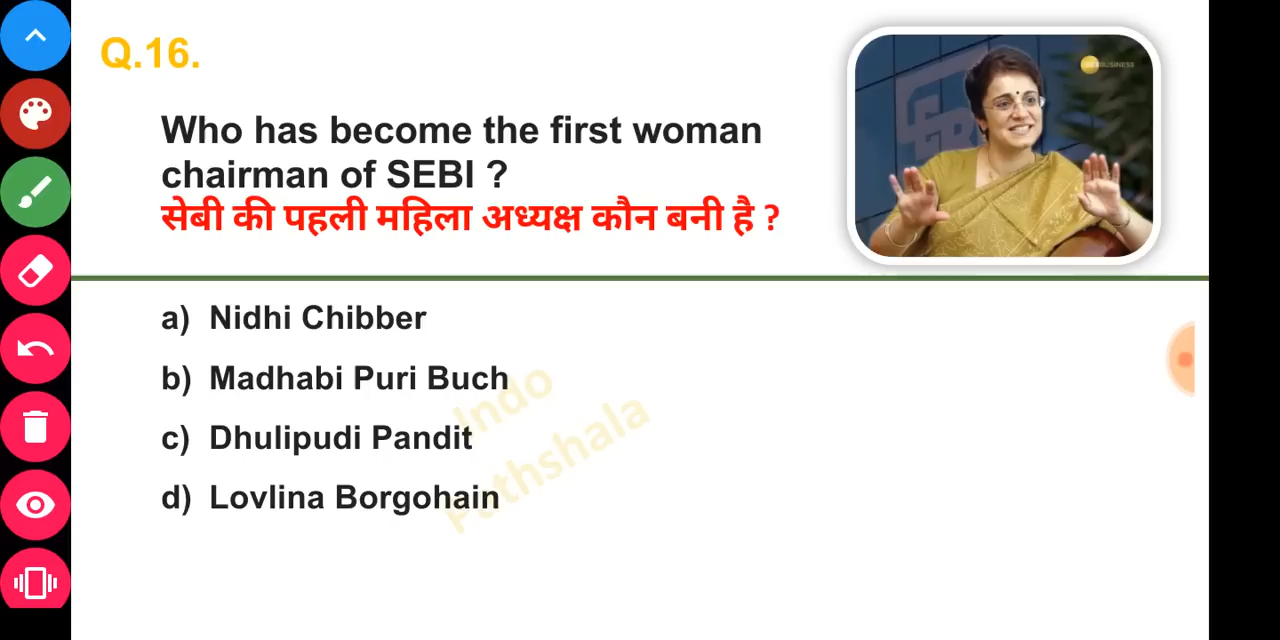 Q.16.
Who has become the first woman
chairman of SEBI ?
सेबी की पहली महिला अध्यक्ष कौन बनी है ?
a) Nidhi Chibber
b) Madhabi Puri Buch
c) Dhulipudi Pandit
d) Lovlina Borgohain
Indo
Pathshala